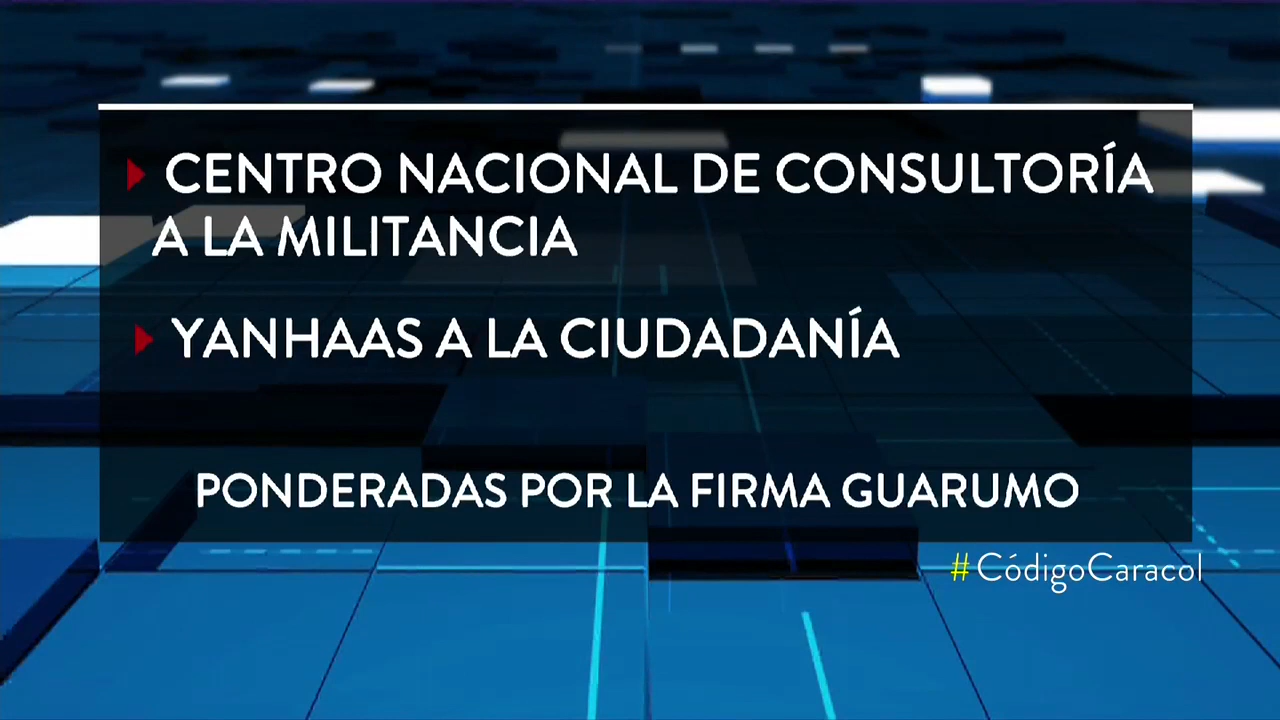 CENTRO NACIONAL DE CONSULTORÍA
A LA MILITANCIA
YANHAAS A LA CIUDADANÍA
PONDERADAS POR LA FIRMA GUARUMO
#CódigoCaracol